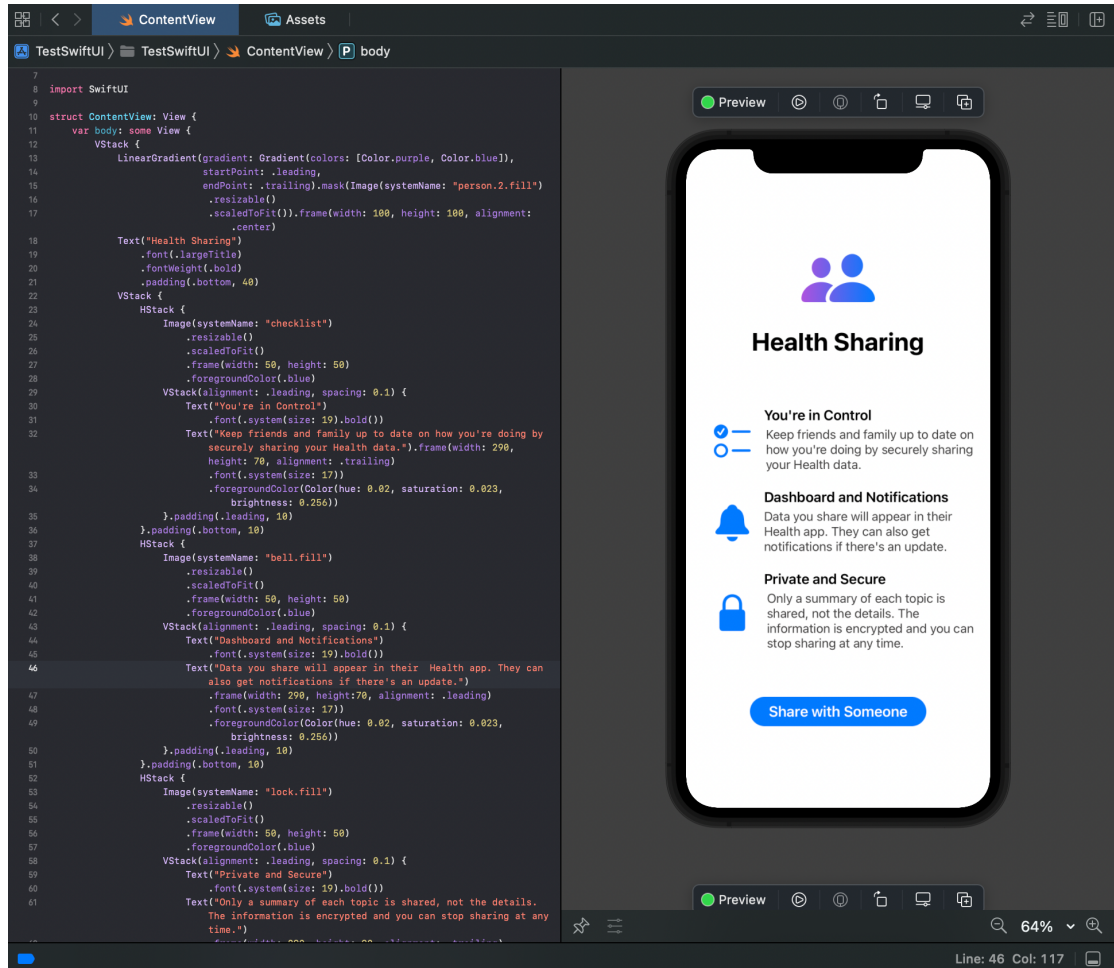 ContentView
Assets
TestSwiftUI
TestSwiftUI
ContentView
P body
7
8 import SwiftUI
9
10 struct ContentView: View {
11 var body: some View {
12 VStack {
13 LinearGradient(gradient: Gradient(colors: [Color.purple, Color.blue]),
14 startPoint: .leading,
15 endPoint: .trailing).mask(Image(systemName: "person.2.fill")
16 .resizable()
17 .scaledToFit()).frame(width: 100, height: 100, alignment:
.center)
18 Text("Health Sharing")
19 .font(.largeTitle)
20 .fontWeight(.bold)
21 .padding(.bottom, 40)
22 VStack {
23 HStack {
24 Image(systemName: "checklist")
25 .resizable()
26 .scaledToFit()
27 .frame(width: 50, height: 50)
28 .foregroundColor(.blue)
29 VStack(alignment: .leading, spacing: 0.1) {
30 Text("You're in Control")
31 .font(.system(size: 19).bold())
32 Text("Keep friends and family up to date on how you're doing by
securely sharing your Health data.").frame(width: 290,
height: 70, alignment: .trailing)
33 .font(.system(size: 17))
34 .foregroundColor(Color(hue: 0.02, saturation: 0.023,
brightness: 0.256))
35 }.padding(.leading, 10)
36 }.padding(.bottom, 10)
37 HStack {
38 Image(systemName: "bell.fill")
39 .resizable()
40 .scaledToFit()
41 .frame(width: 50, height: 50)
42 .foregroundColor(.blue)
43 VStack(alignment: .leading, spacing: 0.1) {
44 Text("Dashboard and Notifications")
45 .font(.system(size: 19).bold())
46 Text("Data you share will appear in their  Health app. They can
also get notifications if there's an update.")
47 .frame(width: 290, height:70, alignment: .leading)
48 .font(.system(size: 17))
49 .foregroundColor(Color(hue: 0.02, saturation: 0.023,
brightness: 0.256))
50 }.padding(.leading, 10)
51 }.padding(.bottom, 10)
52 HStack {
53 Image(systemName: "lock.fill")
54 .resizable()
55 .scaledToFit()
56 .frame(width: 50, height: 50)
57 .foregroundColor(.blue)
58 VStack(alignment: .leading, spacing: 0.1) {
59 Text("Private and Secure")
60 .font(.system(size: 19).bold())
61 Text("Only a summary of each topic is shared, not the details.
The information is encrypted and you can stop sharing at any
time.")
Preview
Health Sharing
You're in Control
Keep friends and family up to date on
how you're doing by securely sharing
your Health data.
Dashboard and Notifications
Data you share will appear in their
Health app. They can also get
notifications if there's an update.
Private and Secure
Only a summary of each topic is
shared, not the details. The
information is encrypted and you can
stop sharing at any time.
Share with Someone
Preview
64%
Line: 46 Col: 117